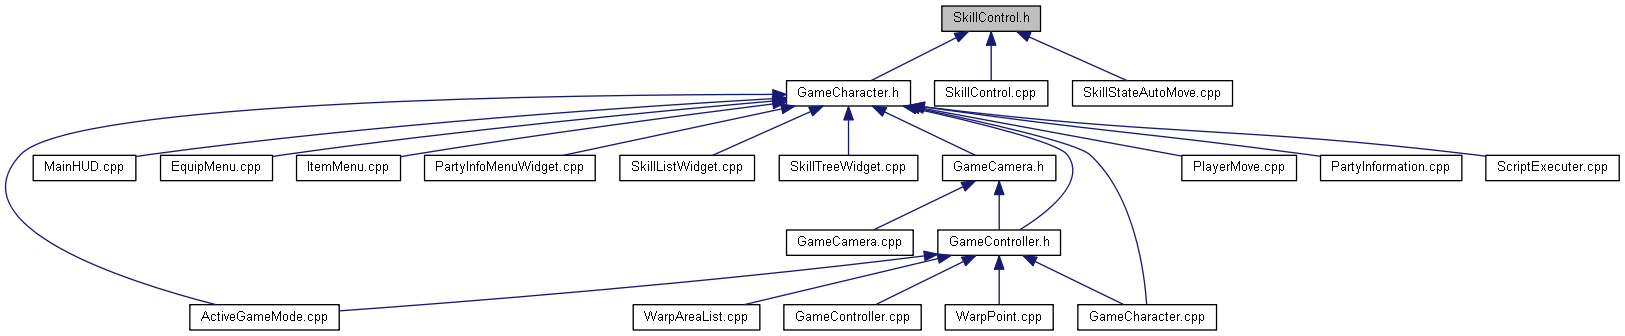 SkillControl.h
GameCharacter.h
SkillControl.cpp
SkillStateAutoMove.cpp
MainHUD.cpp
EquipMenu.cpp
ItemMenu.cpp
PartyInfoMenuWidget.cpp
SkillListWidget.cpp
SkillTreeWidget.cpp
GameCamera.h
PlayerMove.cpp
PartyInformation.cpp
ScriptExecuter.cpp
GameCamera.cpp
GameController.h
ActiveGameMode.cpp
WarpAreaList.cpp
GameController.cpp
WarpPoint.cpp
GameCharacter.cpp